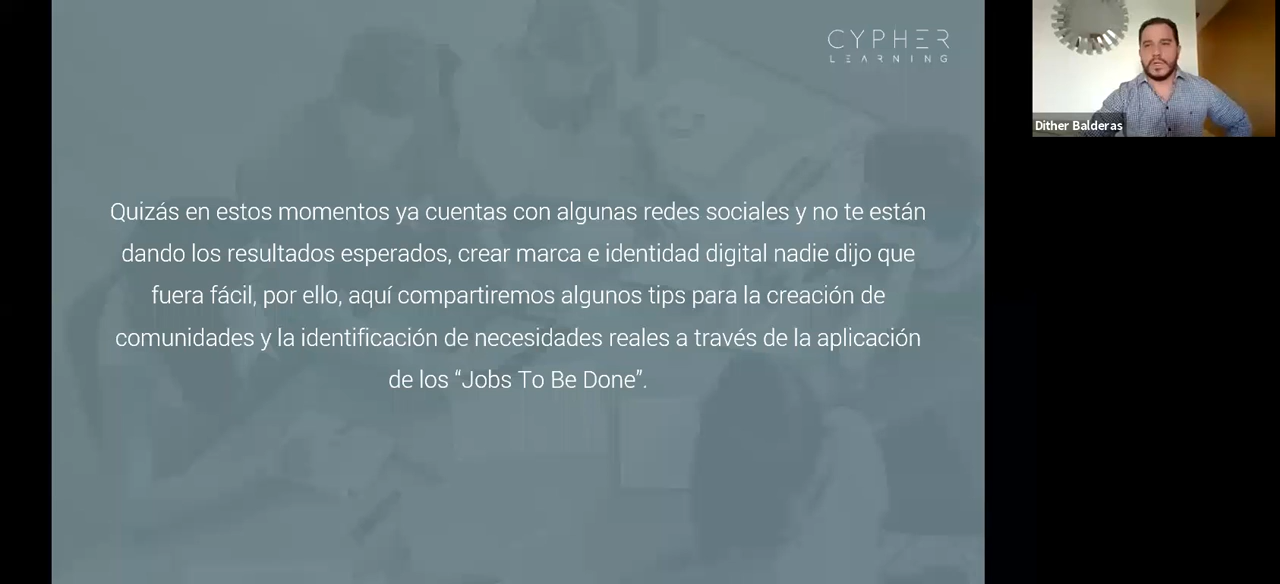 CYPHER
LEARNING
Dither Balderas
Quizás en estos momentos ya cuentas con algunas redes sociales y no te están
dando los resultados esperados, crear marca e identidad digital nadie dijo que
fuera fácil, por ello, aquí compartiremos algunos tips para la creación de
comunidades y la identificación de necesidades reales a través de la aplicación
de los “Jobs To Be Done”.